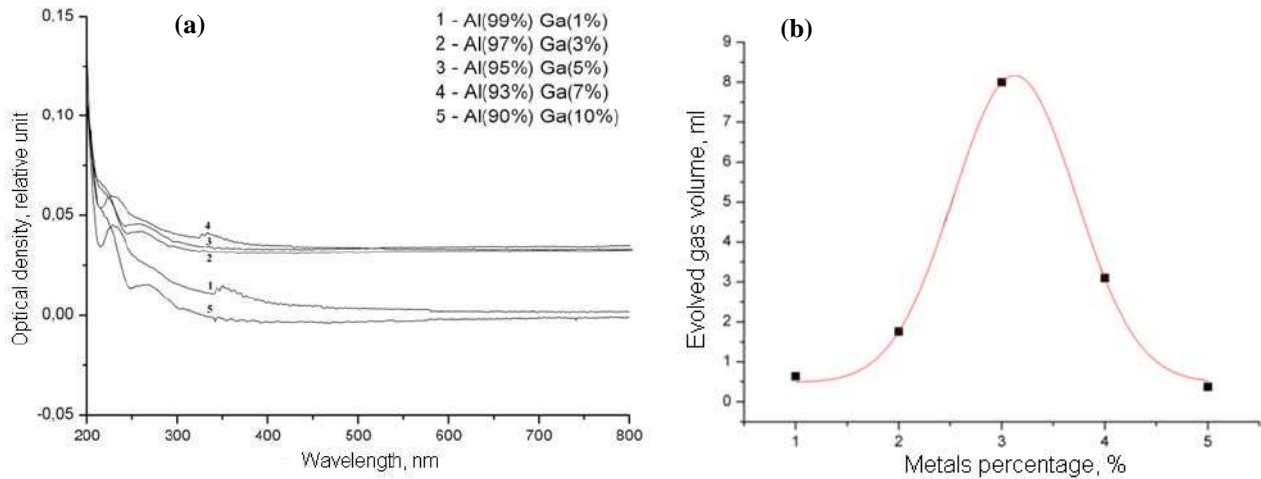 (a)
1 - Al(99%) Ga(1%)
2 - Al(97%) Ga(3%)
3 - Al(95%) Ga(5%)
4 - Al(93%) Ga(7%)
5 - Al(90%) Ga(10%)
0.15
0.10
0.05
0.00
-0.05
Optical density, relative unit
4
3
2
1
5
200 300 400 500 600 700 800
Wavelength, nm
(b)
9
8
7
6
5
4
3
2
1
0
Evolved gas volume, ml
1 2 3 4 5
Metals percentage, %